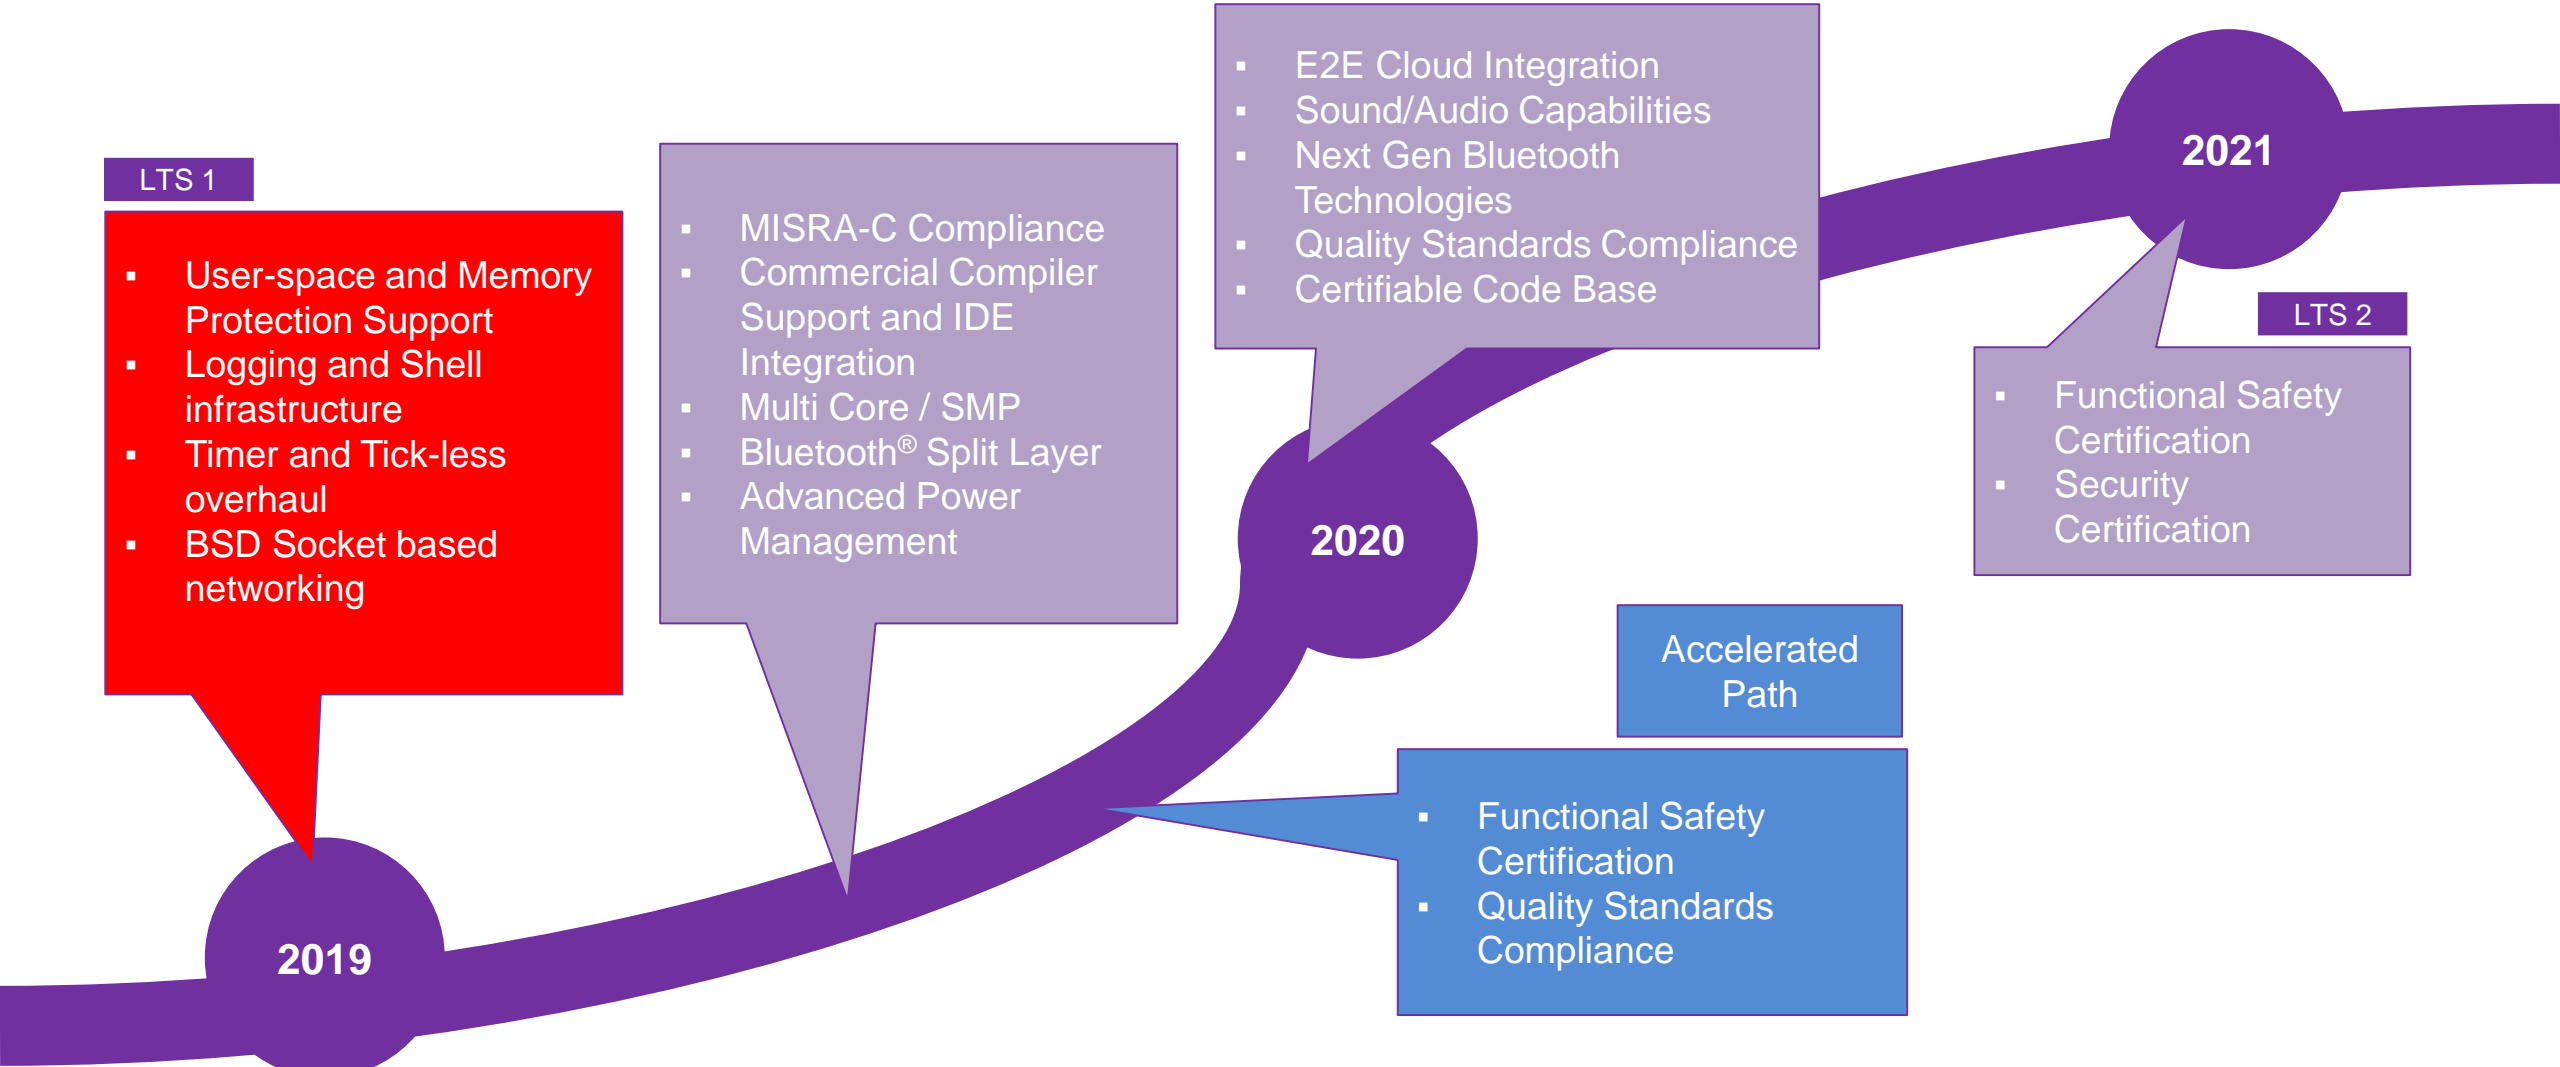 LTS 1
▪ User-space and Memory
Protection Support
▪ Logging and Shell
infrastructure
▪ Timer and Tick-less
overhaul
▪ BSD Socket based
networking
2019
▪ MISRA-C Compliance
▪ Commercial Compiler
Support and IDE
Integration
▪ Multi Core / SMP
▪ Bluetooth® Split Layer
▪ Advanced Power
Management
▪ E2E Cloud Integration
▪ Sound/Audio Capabilities
▪ Next Gen Bluetooth
Technologies
▪ Quality Standards Compliance
▪ Certifiable Code Base
2020
Accelerated
Path
▪ Functional Safety
Certification
▪ Quality Standards
Compliance
2021
LTS 2
▪ Functional Safety
Certification
▪ Security
Certification